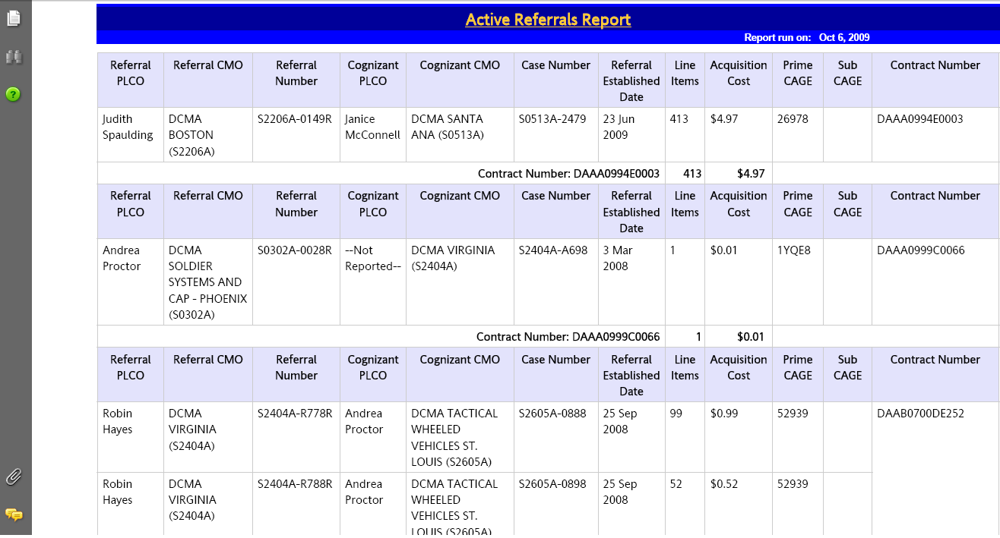 Active Referrals Report
Report run on: Oct 6, 2009
Referral PLCO Referral CMO Referral Number Cognizant PLCO Cognizant CMO Case Number Referral Established Date Line Items Acquisition Cost Prime CAGE Sub CAGE Contract Number
Judith Spaulding DCMA BOSTON (S2206A) S2206A-0149R Janice McConnell DCMA SANTA ANA (S0513A) S0513A-2479 23 Jun 2009 413 $4.97 26978 DAAA0994E0003
Contract Number: DAAA0994E0003 413 $4.97
Referral PLCO Referral CMO Referral Number Cognizant PLCO Cognizant CMO Case Number Referral Established Date Line Items Acquisition Cost Prime CAGE Sub CAGE Contract Number
Andrea Proctor DCMA SOLDIER SYSTEMS AND CAP - PHOENIX (S0302A) S0302A-0028R --Not Reported-- DCMA VIRGINIA (S2404A) S2404A-A698 3 Mar 2008 1 $0.01 1YQE8 DAAA0999C0066
Contract Number: DAAA0999C0066 1 $0.01
Referral PLCO Referral CMO Referral Number Cognizant PLCO Cognizant CMO Case Number Referral Established Date Line Items Acquisition Cost Prime CAGE Sub CAGE Contract Number
Robin Hayes DCMA VIRGINIA (S2404A) S2404A-R778R Andrea Proctor DCMA TACTICAL WHEELED VEHICLES ST. LOUIS (S2605A) S2605A-0888 25 Sep 2008 99 $0.99 52939 DAAB0700DE252
Robin Hayes DCMA VIRGINIA (S2404A) S2404A-R788R Andrea Proctor DCMA TACTICAL WHEELED VEHICLES ST. LOUIS (S2605A) S2605A-0898 25 Sep 2008 52 $0.52 52939